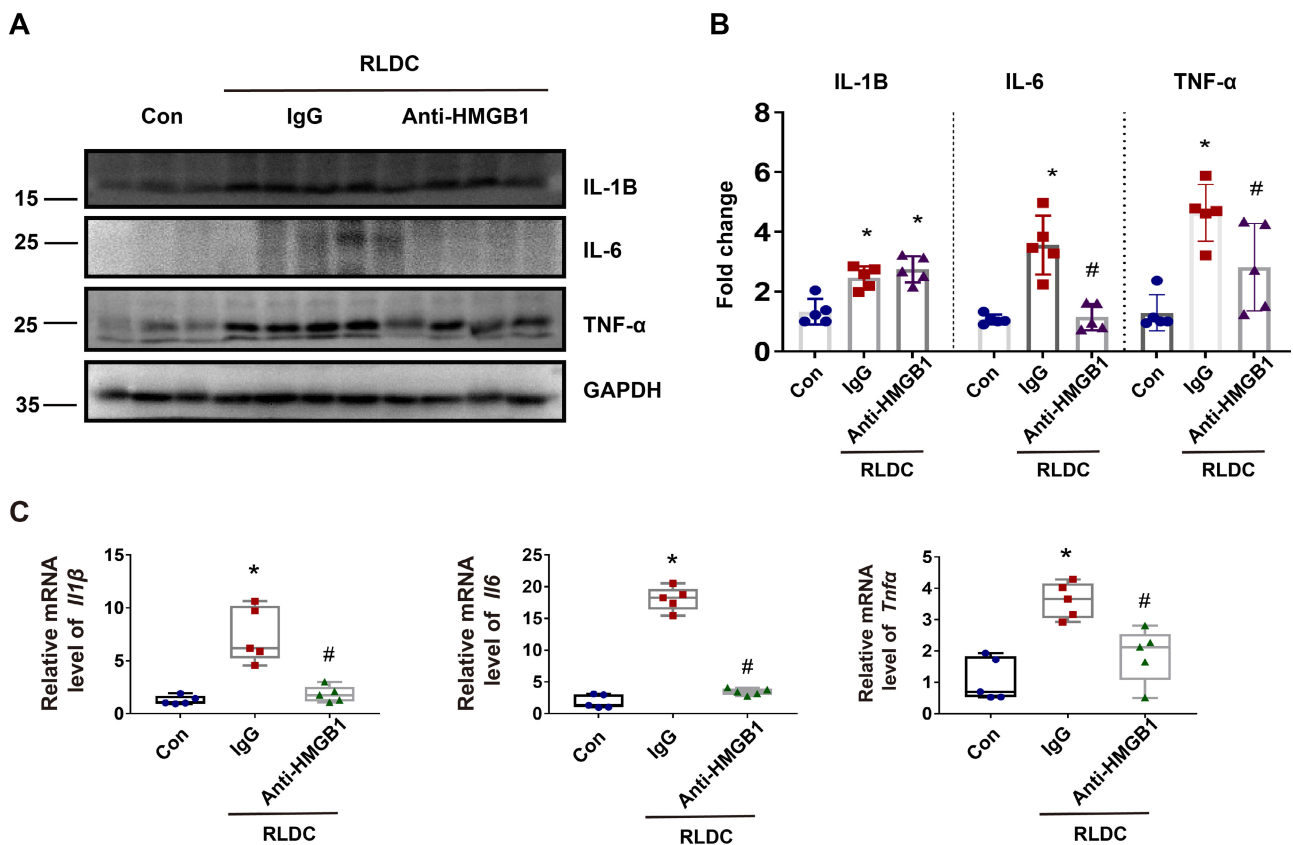 A
RLDC
Con IgG Anti-HMGB1
15
IL-1B
25
IL-6
25
TNF-α
35
GAPDH
B
IL-1B IL-6 TNF-α
Fold change
8
6
4
2
0
* * * # * #
Con IgG Anti-HMGB1 Con IgG Anti-HMGB1 Con IgG Anti-HMGB1
RLDC RLDC RLDC
C
Relative mRNA
level of Il1β
15
10
5
0
* #
Con IgG Anti-HMGB1
RLDC
Relative mRNA
level of Il6
25
20
15
10
5
0
* #
Con IgG Anti-HMGB1
RLDC
Relative mRNA
level of Tnfα
5
4
3
2
1
0
* #
Con IgG Anti-HMGB1
RLDC